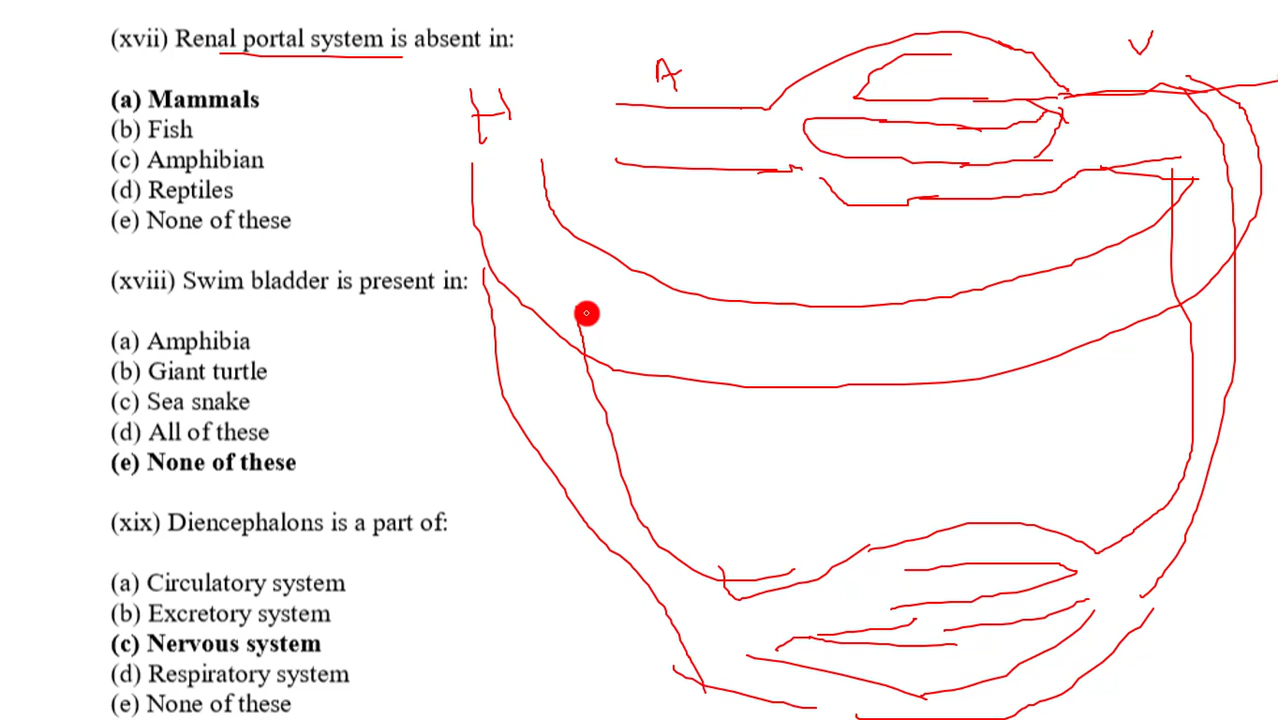 (xvii) Renal portal system is absent in:
A
V
H
(a) Mammals
(b) Fish
(c) Amphibian
(d) Reptiles
(e) None of these
(xviii) Swim bladder is present in:
(a) Amphibia
(b) Giant turtle
(c) Sea snake
(d) All of these
(e) None of these
(xix) Diencephalons is a part of:
(a) Circulatory system
(b) Excretory system
(c) Nervous system
(d) Respiratory system
(e) None of these